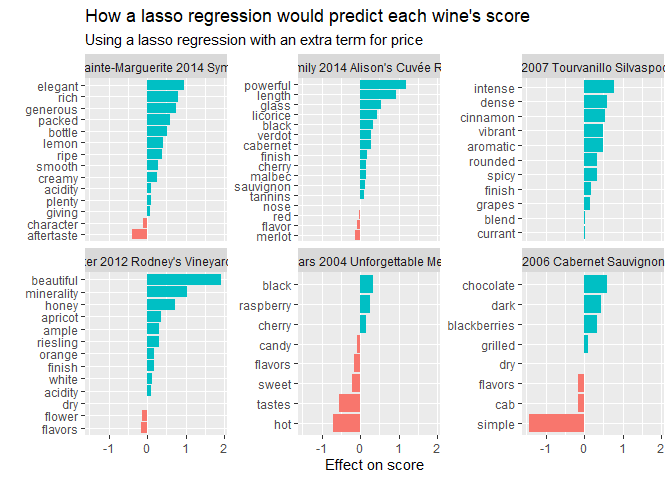 How a lasso regression would predict each wine's score
Using a lasso regression with an extra term for price
ainte-Marguerite 2014 Sym
elegant
rich
generous
packed
bottle
lemon
ripe
smooth
creamy
acidity
plenty
giving
character
aftertaste
mily 2014 Alison's Cuvée R
powerful
length
glass
licorice
black
verdot
cabernet
finish
cherry
malbec
sauvignon
tannins
nose
red
flavor
merlot
2007 Tourvanillo Silvaspoo
intense
dense
cinnamon
vibrant
aromatic
rounded
spicy
finish
grapes
blend
currant
ter 2012 Rodney's Vineyard
beautiful
minerality
honey
apricot
ample
riesling
orange
finish
white
acidity
dry
flower
flavors
-1 0 1 2
ars 2004 Unforgettable Me
black
raspberry
cherry
candy
flavors
sweet
tastes
hot
-1 0 1 2
2006 Cabernet Sauvignon
chocolate
dark
blackberries
grilled
dry
flavors
cab
simple
-1 0 1 2
Effect on score